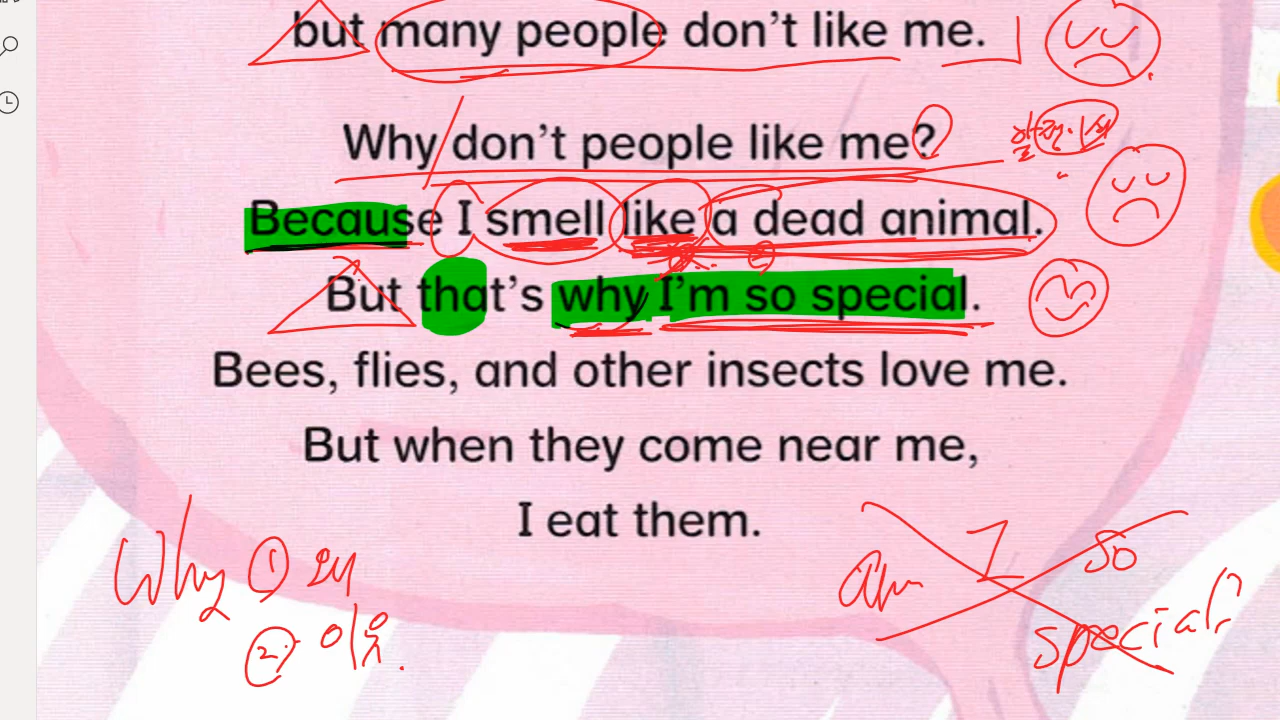 but many people don't like me.
Why don't people like me?
Because I smell like a dead animal.
But that's why I'm so special.
Bees, flies, and other insects love me.
But when they come near me,
I eat them.
Why ① 왜
② 이유.
am I so
special?